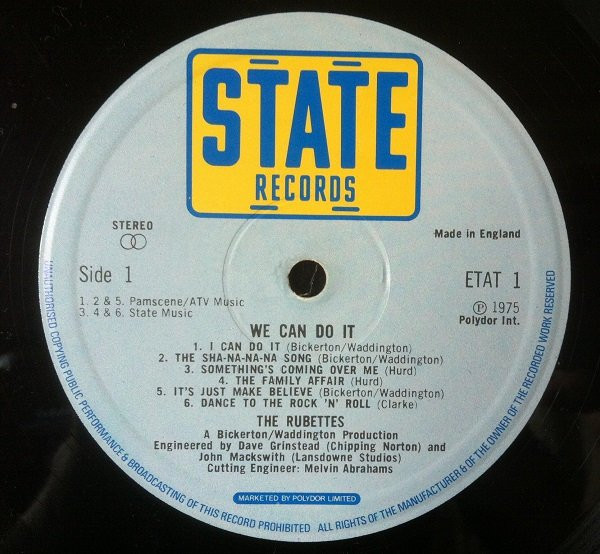 STATE
RECORDS
STEREO
Made in England
Side 1
ETAT 1
1. 2 & 5. Pamscene/ATV Music
3. 4 & 6. State Music
Ⓟ 1975
Polydor Int.
WE CAN DO IT
1. I CAN DO IT (Bickerton/Waddington)
2. THE SHA-NA-NA-NA SONG (Bickerton/Waddington)
3. SOMETHING'S COMING OVER ME (Hurd)
4. THE FAMILY AFFAIR (Hurd)
5. IT'S JUST MAKE BELIEVE (Bickerton/Waddington)
6. DANCE TO THE ROCK 'N' ROLL (Clarke)
THE RUBETTES
A Bickerton/Waddington Production
Engineered by Dave Grinstead (Chipping Norton) and
John Mackswith (Lansdowne Studios)
Cutting Engineer: Melvin Abrahams
MARKETED BY POLYDOR LIMITED
ALL RIGHTS OF THE MANUFACTURER & OF THE OWNER OF THE RECORDED WORK RESERVED
UNAUTHORISED COPYING PUBLIC PERFORMANCE & BROADCASTING OF THIS RECORD PROHIBITED